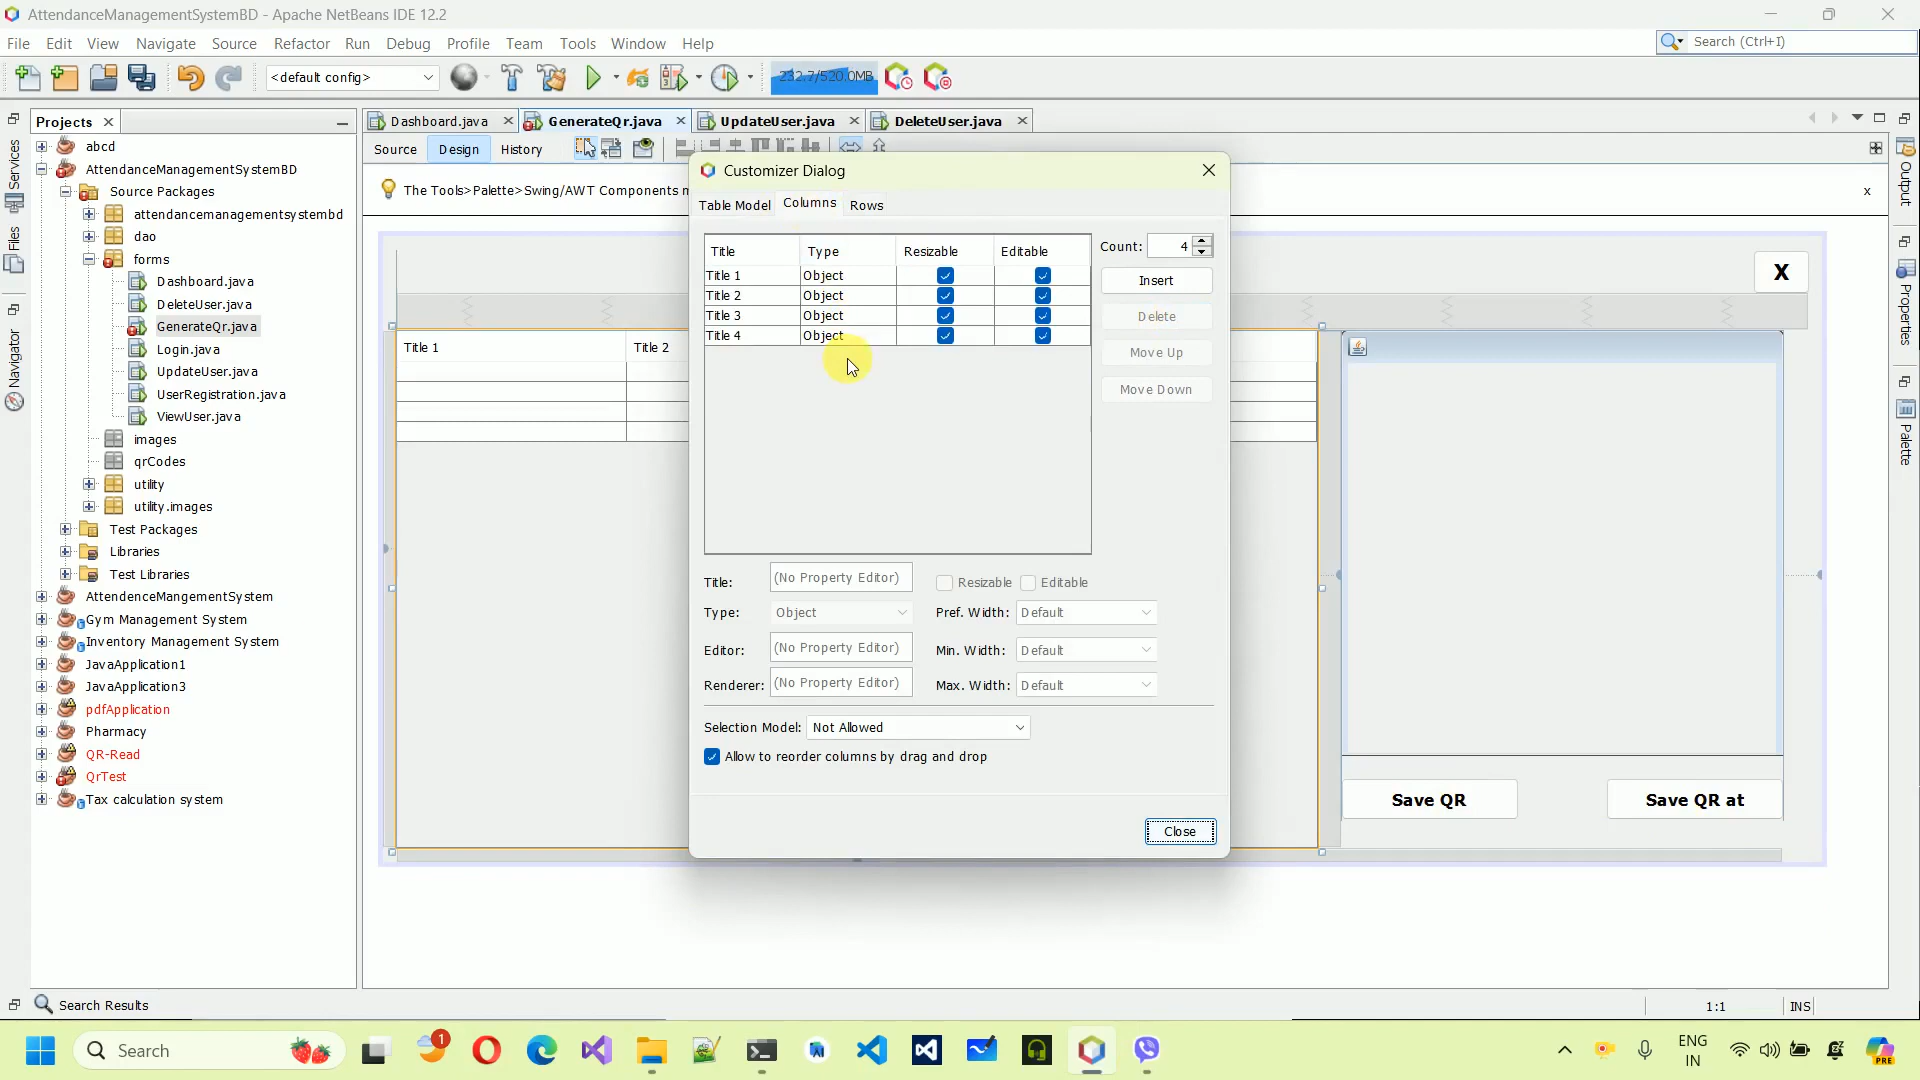 AttendanceManagementSystemBD - Apache NetBeans IDE 12.2
File Edit View Navigate Source Refactor Run Debug Profile Team Tools Window Help
Search (Ctrl+I)
<default config>
232.7/520.0MB
Projects
Dashboard.java
GenerateQr.java
UpdateUser.java
DeleteUser.java
Source Design History
The Tools>Palette>Swing/AWT Components
Services
Files
Navigator
abcd
AttendanceManagementSystemBD
Source Packages
attendancemanagementsystembd
dao
forms
Dashboard.java
DeleteUser.java
GenerateQr.java
Login.java
UpdateUser.java
UserRegistration.java
ViewUser.java
images
qrCodes
utility
utility.images
Test Packages
Libraries
Test Libraries
AttendenceMangementSystem
Gym Management System
Inventory Management System
JavaApplication1
JavaApplication3
pdfApplication
Pharmacy
QR-Read
QrTest
Tax calculation system
Title 1 Title 2
Customizer Dialog
Table Model Columns Rows
Title Type Resizable Editable
Title 1 Object
Title 2 Object
Title 3 Object
Title 4 Object
Count: 4
Insert
Delete
Move Up
Move Down
Title: (No Property Editor) Resizable Editable
Type: Object Pref. Width: Default
Editor: (No Property Editor) Min. Width: Default
Renderer: (No Property Editor) Max. Width: Default
Selection Model: Not Allowed
Allow to reorder columns by drag and drop
Close
X
Save QR Save QR at
Output
Properties
Palette
Search Results
1:1 INS
Search
1
ENG
IN
PRE